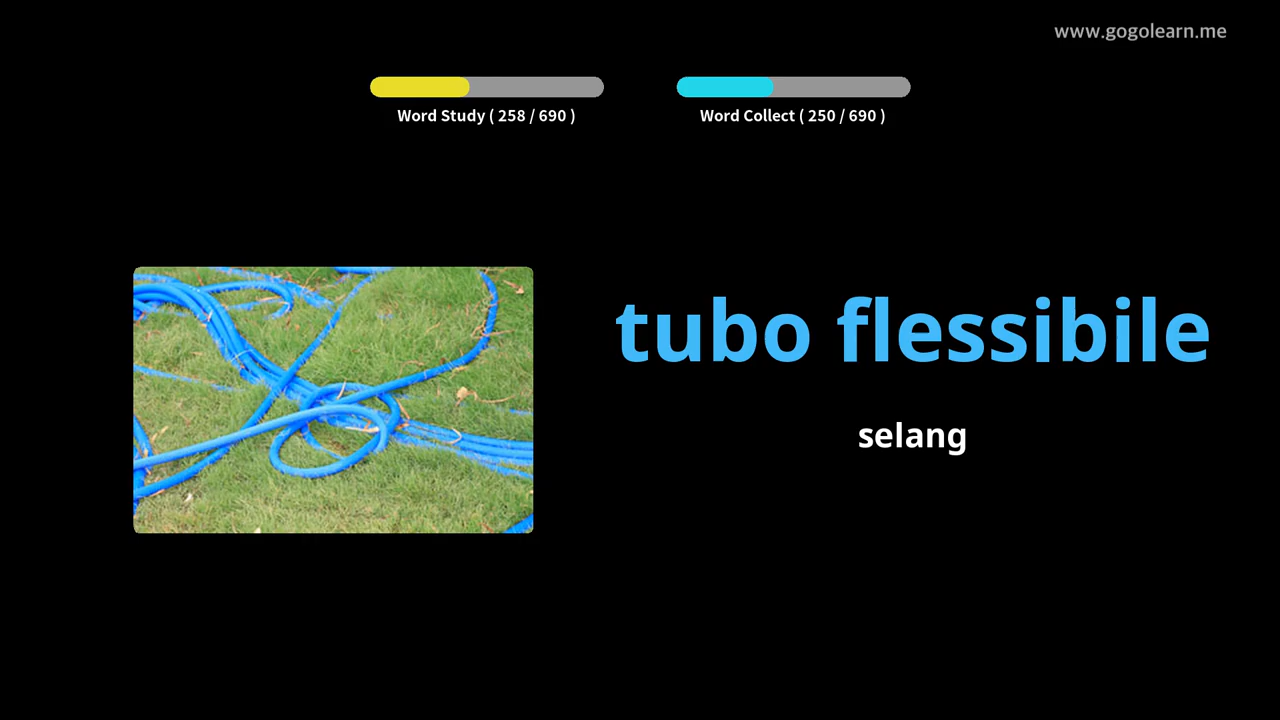 www.gogolearn.me
Word Study ( 258 / 690 )
Word Collect ( 250 / 690 )
tubo flessibile
selang